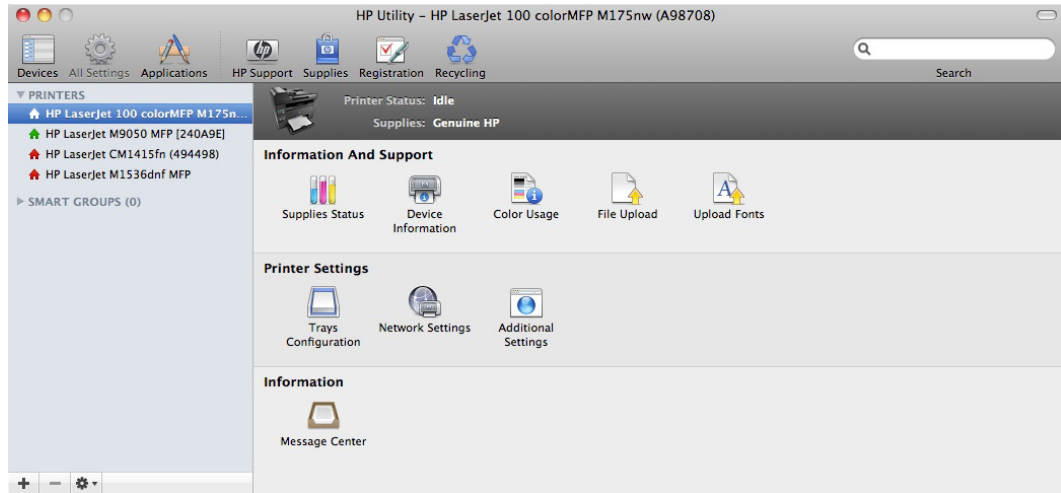 HP Utility – HP LaserJet 100 colorMFP M175nw (A98708)
Devices All Settings Applications HP Support Supplies Registration Recycling Search
PRINTERS
HP LaserJet 100 colorMFP M175n...
HP LaserJet M9050 MFP [240A9E]
HP LaserJet CM1415fn (494498)
HP LaserJet M1536dnf MFP
SMART GROUPS (0)
Printer Status: Idle
Supplies: Genuine HP
Information And Support
Supplies Status Device Color Usage File Upload Upload Fonts
Information
Printer Settings
Trays Network Settings Additional
Configuration Settings
Information
Message Center